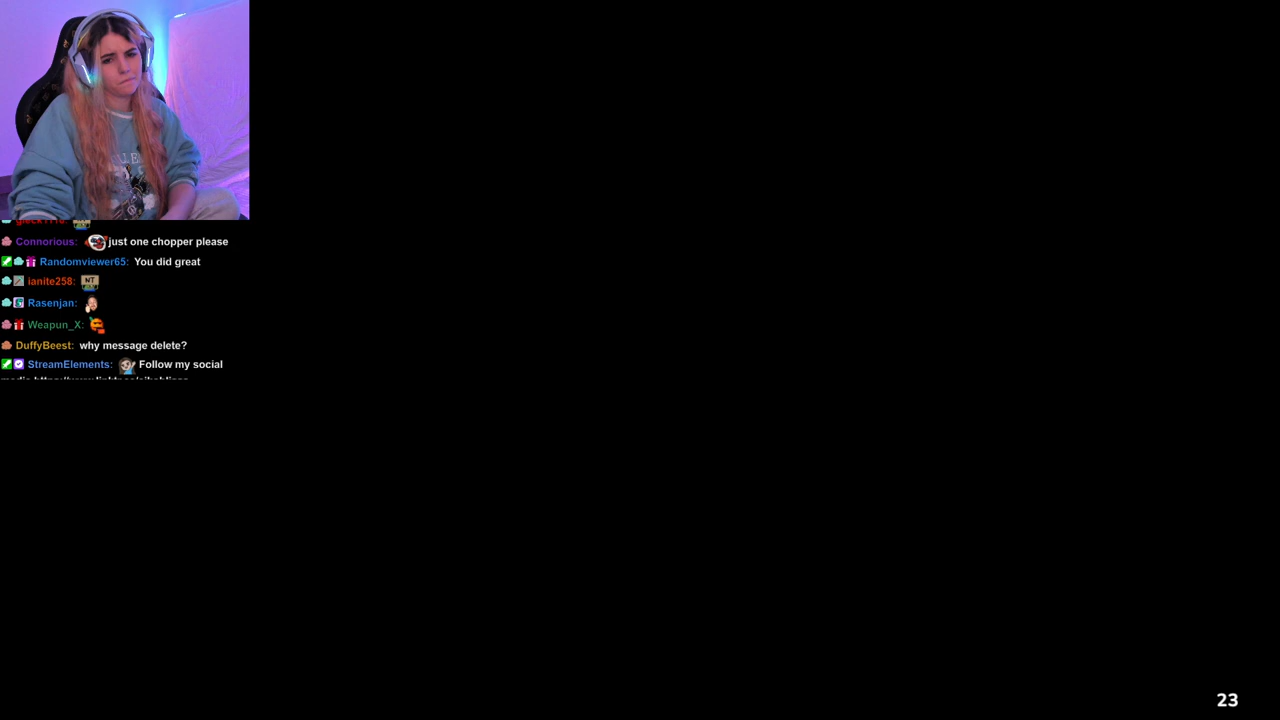 Connorious: just one chopper please
Randomviewer65: You did great
ianite258: NT
Rasenjan:
Weapun_X:
DuffyBeest: why message delete?
StreamElements: Follow my social
23